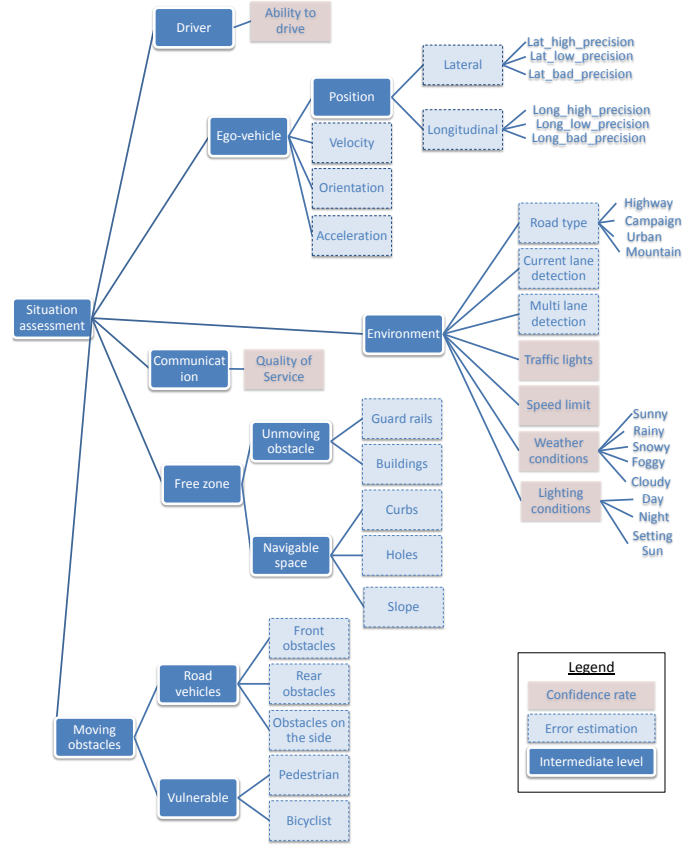 Driver
Ability to
drive
Ego-vehicle
Position
Lateral
Lat_high_precision
Lat_low_precision
Lat_bad_precision
Longitudinal
Long_high_precision
Long_low_precision
Long_bad_precision
Velocity
Orientation
Acceleration
Situation
assessment
Environment
Road type
Highway
Campaign
Urban
Mountain
Current lane
detection
Multi lane
detection
Traffic lights
Speed limit
Weather
conditions
Sunny
Rainy
Snowy
Foggy
Cloudy
Lighting
conditions
Day
Night
Setting
Sun
Communicat
ion
Quality of
Service
Free zone
Unmoving
obstacle
Guard rails
Buildings
Navigable
space
Curbs
Holes
Slope
Moving
obstacles
Road
vehicles
Front
obstacles
Rear
obstacles
Obstacles on
the side
Vulnerable
Pedestrian
Bicyclist
Legend
Confidence rate
Error estimation
Intermediate level